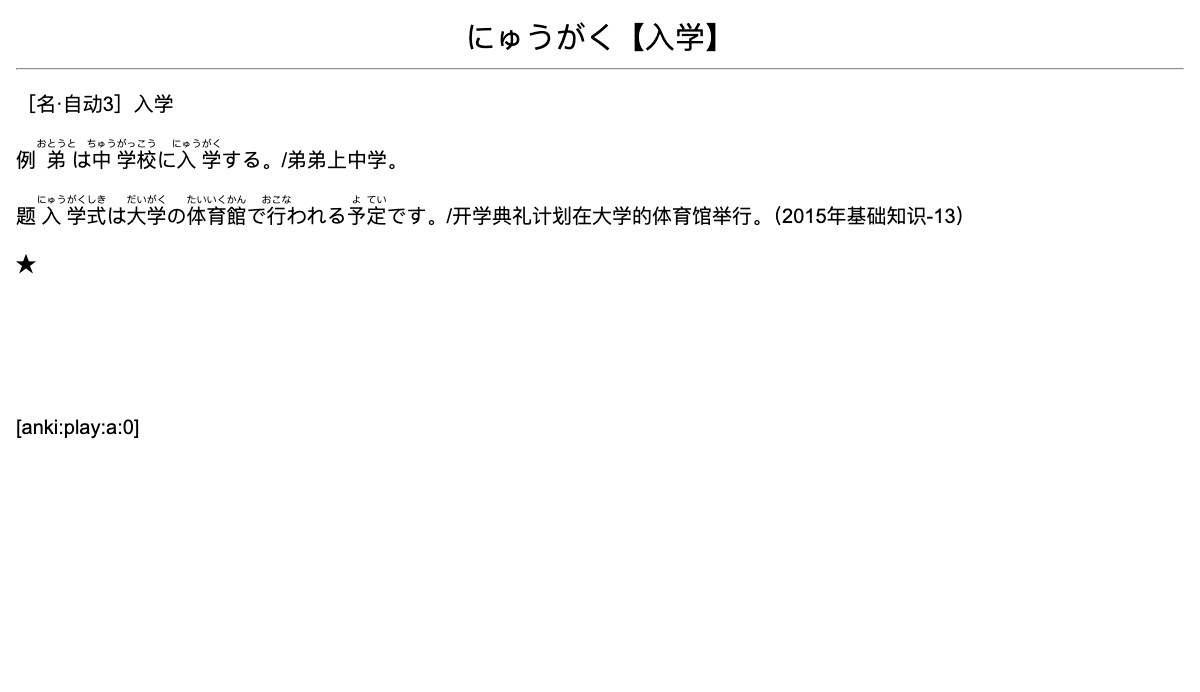 にゅうがく【入学】
［名·自动3］入学
おとうと ちゅうがっこう にゅうがく
例 弟は中学校に入学する。/弟弟上中学。
にゅうがくしき だいがく たいいくかん おこな よてい
题 入学式は大学の体育館で行われる予定です。/开学典礼计划在大学的体育馆举行。（2015年基础知识-13）
★
[anki:play:a:0]